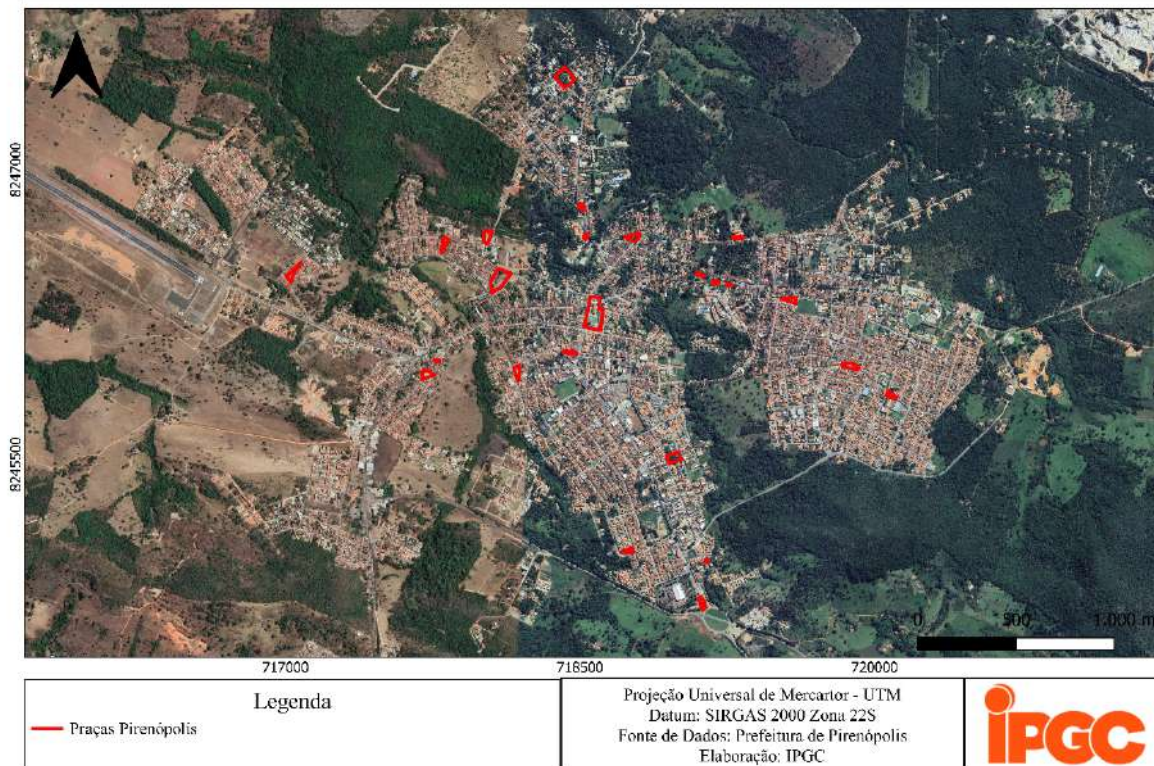 8247000
8245500
0 500 1.000 m
717000 718500 720000
Legenda
Praças Pirenópolis
Projeção Universal de Mercartor - UTM
Datum: SIRGAS 2000 Zona 22S
Fonte de Dados: Prefeitura de Pirenópolis
Elaboração: IPGC
iPGC